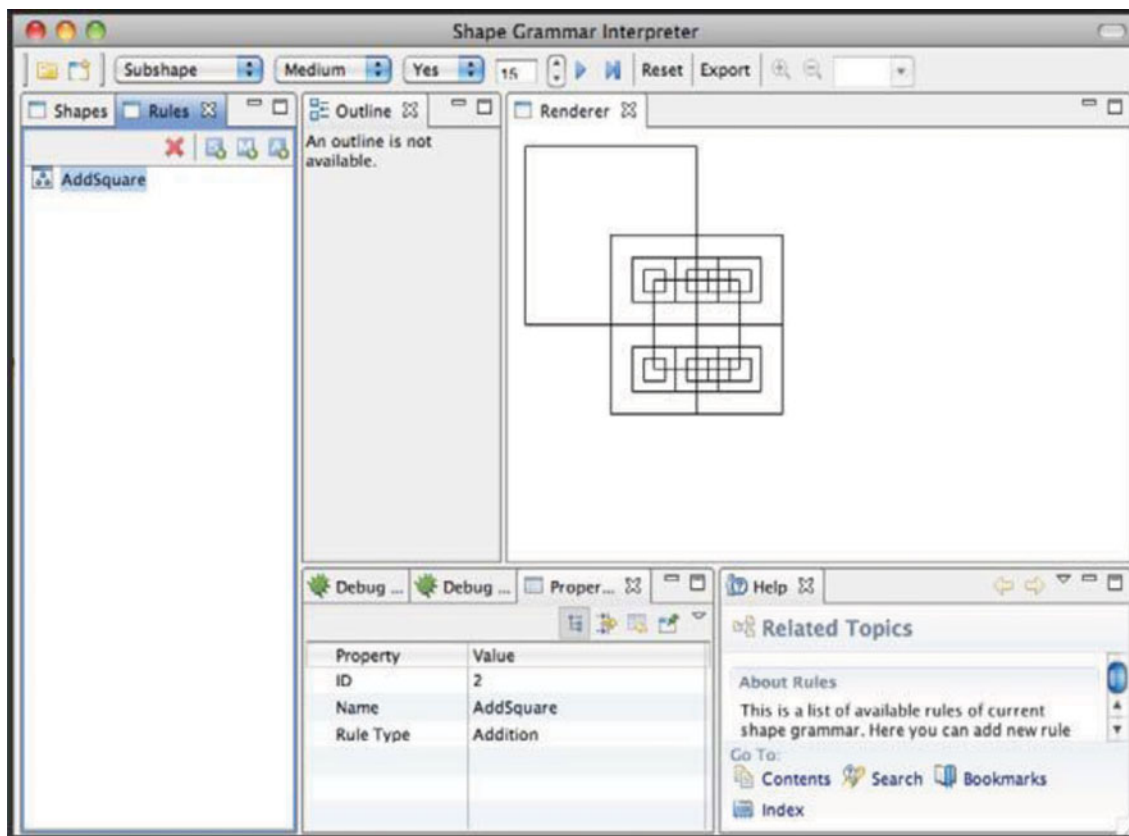 Shape Grammar Interpreter
Subshape Medium Yes 15 Reset Export
Shapes Rules
AddSquare
Outline
An outline is not
available.
Renderer
Debug ... Debug ... Proper...
Property Value
ID 2
Name AddSquare
Rule Type Addition
Help
Related Topics
About Rules
This is a list of available rules of current
shape grammar. Here you can add new rule
Go To:
Contents Search Bookmarks
Index